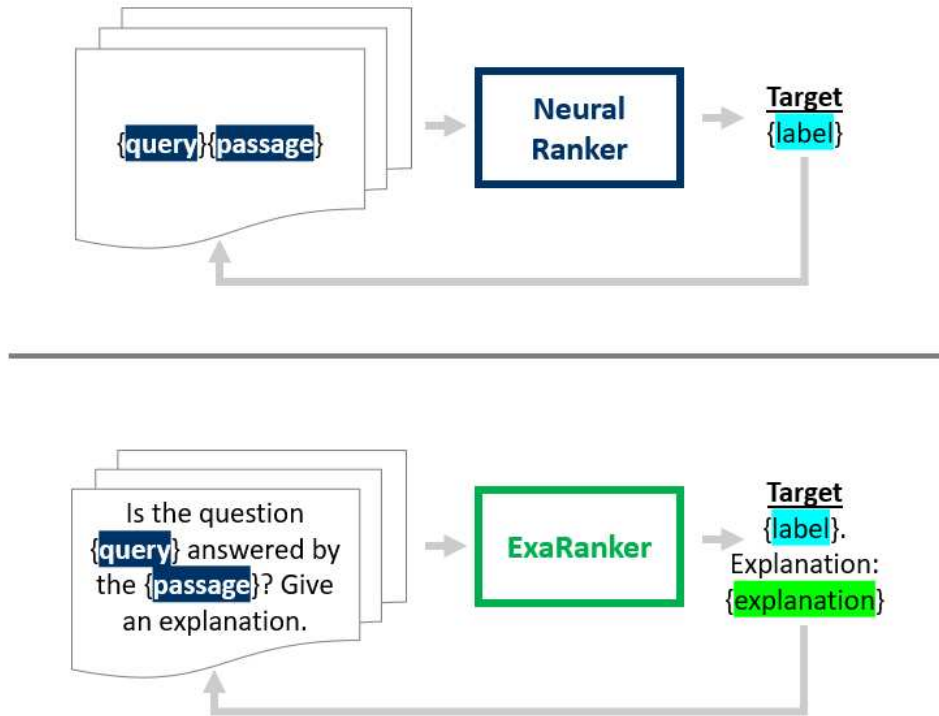 {query}{passage}
Neural
Ranker
Target
{label}
Is the question
{query} answered by
the {passage}? Give
an explanation.
ExaRanker
Target
{label}.
Explanation:
{explanation}